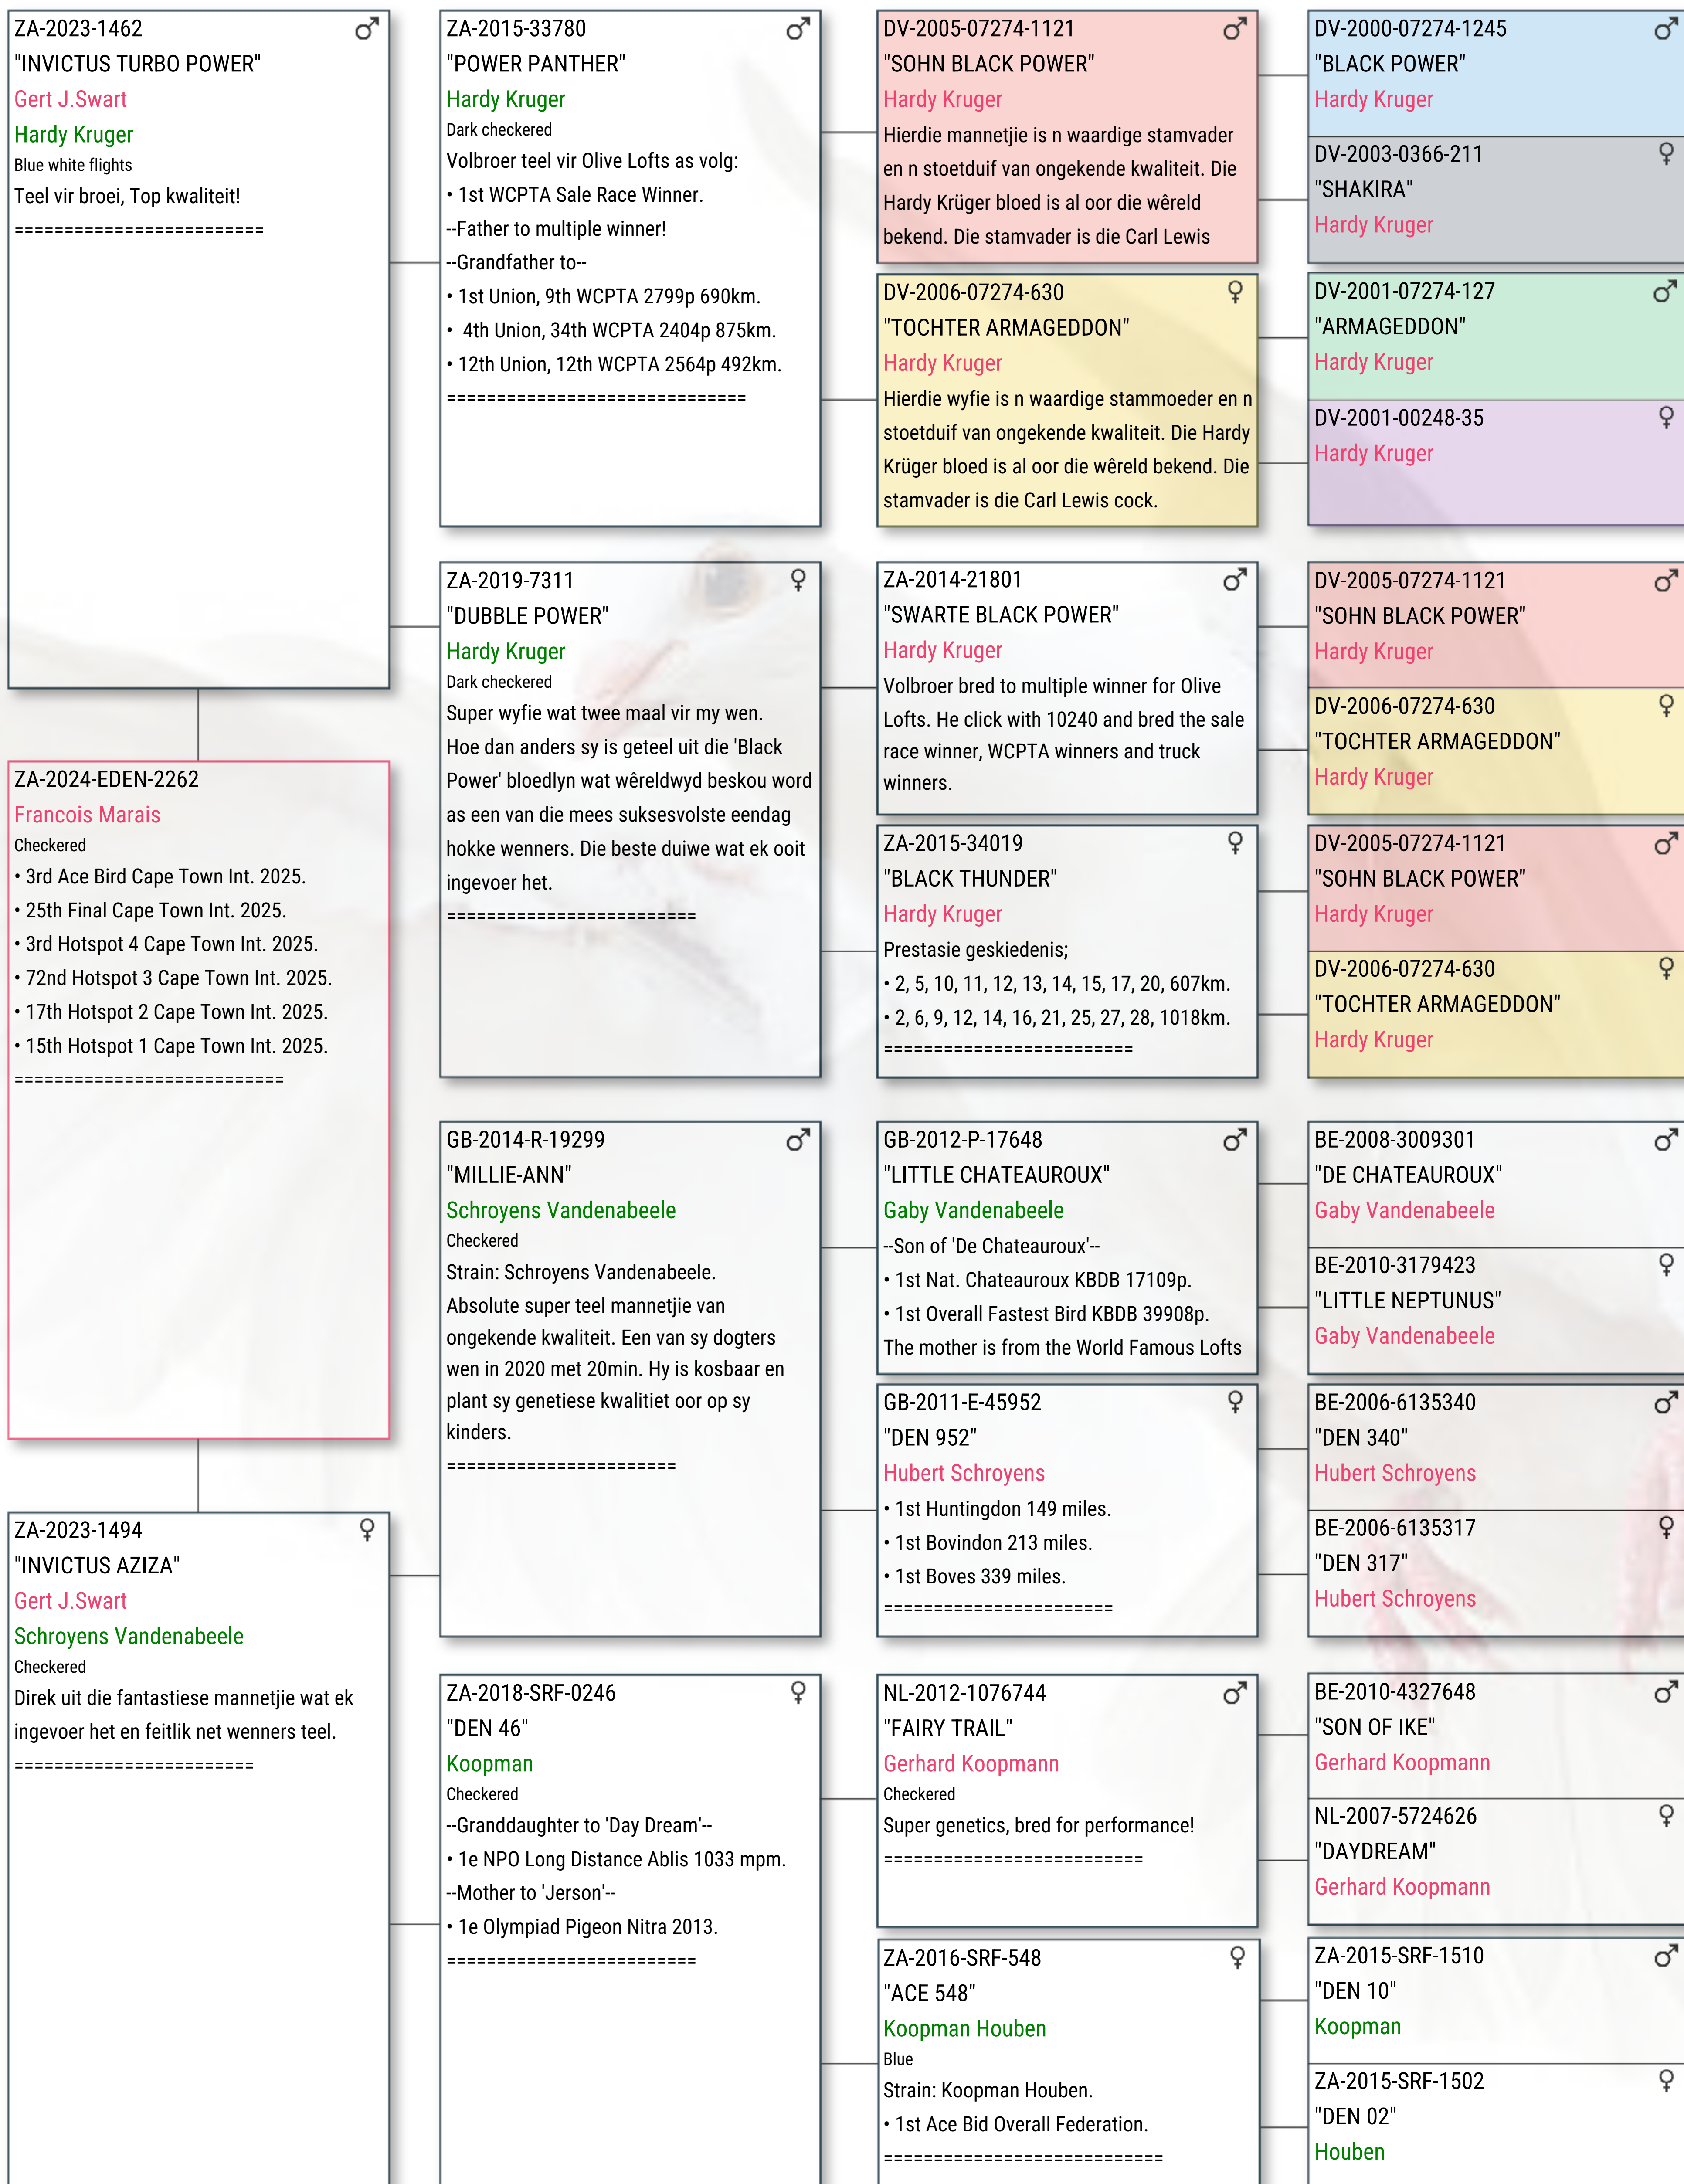 ZA-2023-1462
"INVICTUS TURBO POWER"
Gert J.Swart
Hardy Kruger
Blue white flights
Teel vir broei, Top kwaliteit!
=========================
ZA-2024-EDEN-2262
Francois Marais
Checkered
• 3rd Ace Bird Cape Town Int. 2025.
• 25th Final Cape Town Int. 2025.
• 3rd Hotspot 4 Cape Town Int. 2025.
• 72nd Hotspot 3 Cape Town Int. 2025.
• 17th Hotspot 2 Cape Town Int. 2025.
• 15th Hotspot 1 Cape Town Int. 2025.
===========================
ZA-2023-1494
"INVICTUS AZIZA"
Gert J.Swart
Schroyens Vandenabeele
Checkered
Direk uit die fantastiese mannetjie wat ek
ingevoer het en feitlik net wenners teel.
========================
ZA-2015-33780
"POWER PANTHER"
Hardy Kruger
Dark checkered
Volbroer teel vir Olive Lofts as volg:
• 1st WCPTA Sale Race Winner.
--Father to multiple winner!
--Grandfather to--
• 1st Union, 9th WCPTA 2799p 690km.
• 4th Union, 34th WCPTA 2404p 875km.
• 12th Union, 12th WCPTA 2564p 492km.
==============================
ZA-2019-7311
"DUBBLE POWER"
Hardy Kruger
Dark checkered
Super wyfie wat twee maal vir my wen.
Hoe dan anders sy is geteel uit die 'Black
Power' bloedlyn wat wêreldwyd beskou word
as een van die mees suksesvolste eendag
hokke wenners. Die beste duiwe wat ek ooit
ingevoer het.
=========================
GB-2014-R-19299
"MILLIE-ANN"
Schroyens Vandenabeele
Checkered
Strain: Schroyens Vandenabeele.
Absolute super teel mannetjie van
ongekende kwaliteit. Een van sy dogters
wen in 2020 met 20min. Hy is kosbaar en
plant sy genetiese kwalitiet oor op sy
kinders.
=======================
ZA-2018-SRF-0246
"DEN 46"
Koopman
Checkered
--Granddaughter to 'Day Dream'--
• 1e NPO Long Distance Ablis 1033 mpm.
--Mother to 'Jerson'--
• 1e Olympiad Pigeon Nitra 2013.
=========================
DV-2005-07274-1121
"SOHN BLACK POWER"
Hardy Kruger
Hierdie mannetjie is n waardige stamvader
en n stoetduif van ongekende kwaliteit. Die
Hardy Krüger bloed is al oor die wêreld
bekend. Die stamvader is die Carl Lewis
DV-2006-07274-630
"TOCHTER ARMAGEDDON"
Hardy Kruger
Hierdie wyfie is n waardige stammoeder en n
stoetduif van ongekende kwaliteit. Die Hardy
Krüger bloed is al oor die wêreld bekend. Die
stamvader is die Carl Lewis cock.
ZA-2014-21801
"SWARTE BLACK POWER"
Hardy Kruger
Volbroer bred to multiple winner for Olive
Lofts. He click with 10240 and bred the sale
race winner, WCPTA winners and truck
winners.
ZA-2015-34019
"BLACK THUNDER"
Hardy Kruger
Prestasie geskiedenis;
• 2, 5, 10, 11, 12, 13, 14, 15, 17, 20, 607km.
• 2, 6, 9, 12, 14, 16, 21, 25, 27, 28, 1018km.
=========================
GB-2012-P-17648
"LITTLE CHATEAUROUX"
Gaby Vandenabeele
--Son of 'De Chateauroux'--
• 1st Nat. Chateauroux KBDB 17109p.
• 1st Overall Fastest Bird KBDB 39908p.
The mother is from the World Famous Lofts
GB-2011-E-45952
"DEN 952"
Hubert Schroyens
• 1st Huntingdon 149 miles.
• 1st Bovindon 213 miles.
• 1st Boves 339 miles.
=======================
NL-2012-1076744
"FAIRY TRAIL"
Gerhard Koopmann
Checkered
Super genetics, bred for performance!
==========================
ZA-2016-SRF-548
"ACE 548"
Koopman Houben
Blue
Strain: Koopman Houben.
• 1st Ace Bid Overall Federation.
============================
DV-2000-07274-1245
"BLACK POWER"
Hardy Kruger
DV-2003-0366-211
"SHAKIRA"
Hardy Kruger
DV-2001-07274-127
"ARMAGEDDON"
Hardy Kruger
DV-2001-00248-35
Hardy Kruger
DV-2005-07274-1121
"SOHN BLACK POWER"
Hardy Kruger
DV-2006-07274-630
"TOCHTER ARMAGEDDON"
Hardy Kruger
DV-2005-07274-1121
"SOHN BLACK POWER"
Hardy Kruger
DV-2006-07274-630
"TOCHTER ARMAGEDDON"
Hardy Kruger
BE-2008-3009301
"DE CHATEAUROUX"
Gaby Vandenabeele
BE-2010-3179423
"LITTLE NEPTUNUS"
Gaby Vandenabeele
BE-2006-6135340
"DEN 340"
Hubert Schroyens
BE-2006-6135317
"DEN 317"
Hubert Schroyens
BE-2010-4327648
"SON OF IKE"
Gerhard Koopmann
NL-2007-5724626
"DAYDREAM"
Gerhard Koopmann
ZA-2015-SRF-1510
"DEN 10"
Koopman
ZA-2015-SRF-1502
"DEN 02"
Houben